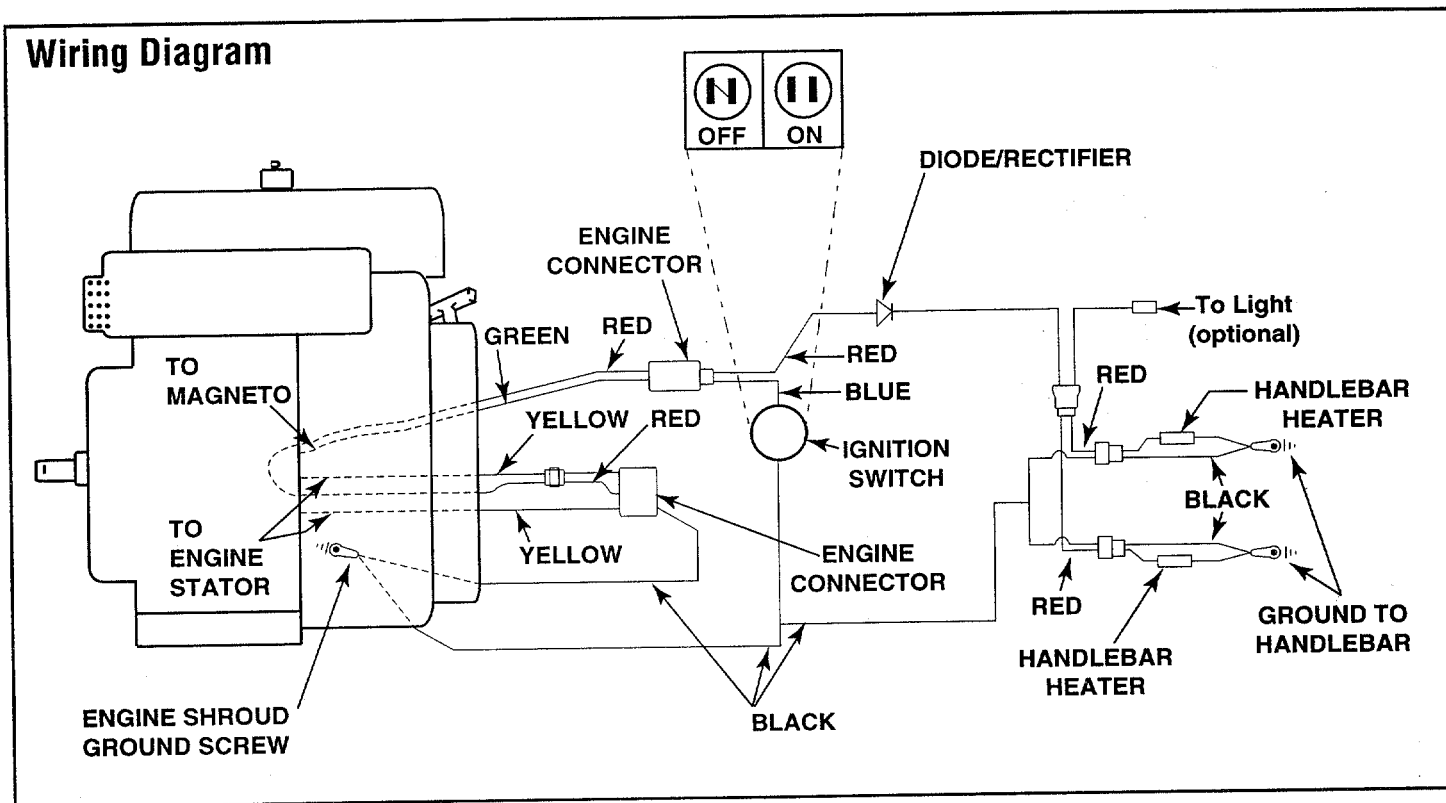 Wiring Diagram
OFF
ON
DIODE/RECTIFIER
ENGINE
CONNECTOR
To Light
(optional)
GREEN
RED
RED
BLUE
TO
MAGNETO
YELLOW
RED
IGNITION
SWITCH
RED
HANDLEBAR
HEATER
BLACK
TO
ENGINE
STATOR
YELLOW
ENGINE
CONNECTOR
RED
GROUND TO
HANDLEBAR
HANDLEBAR
HEATER
ENGINE SHROUD
GROUND SCREW
BLACK